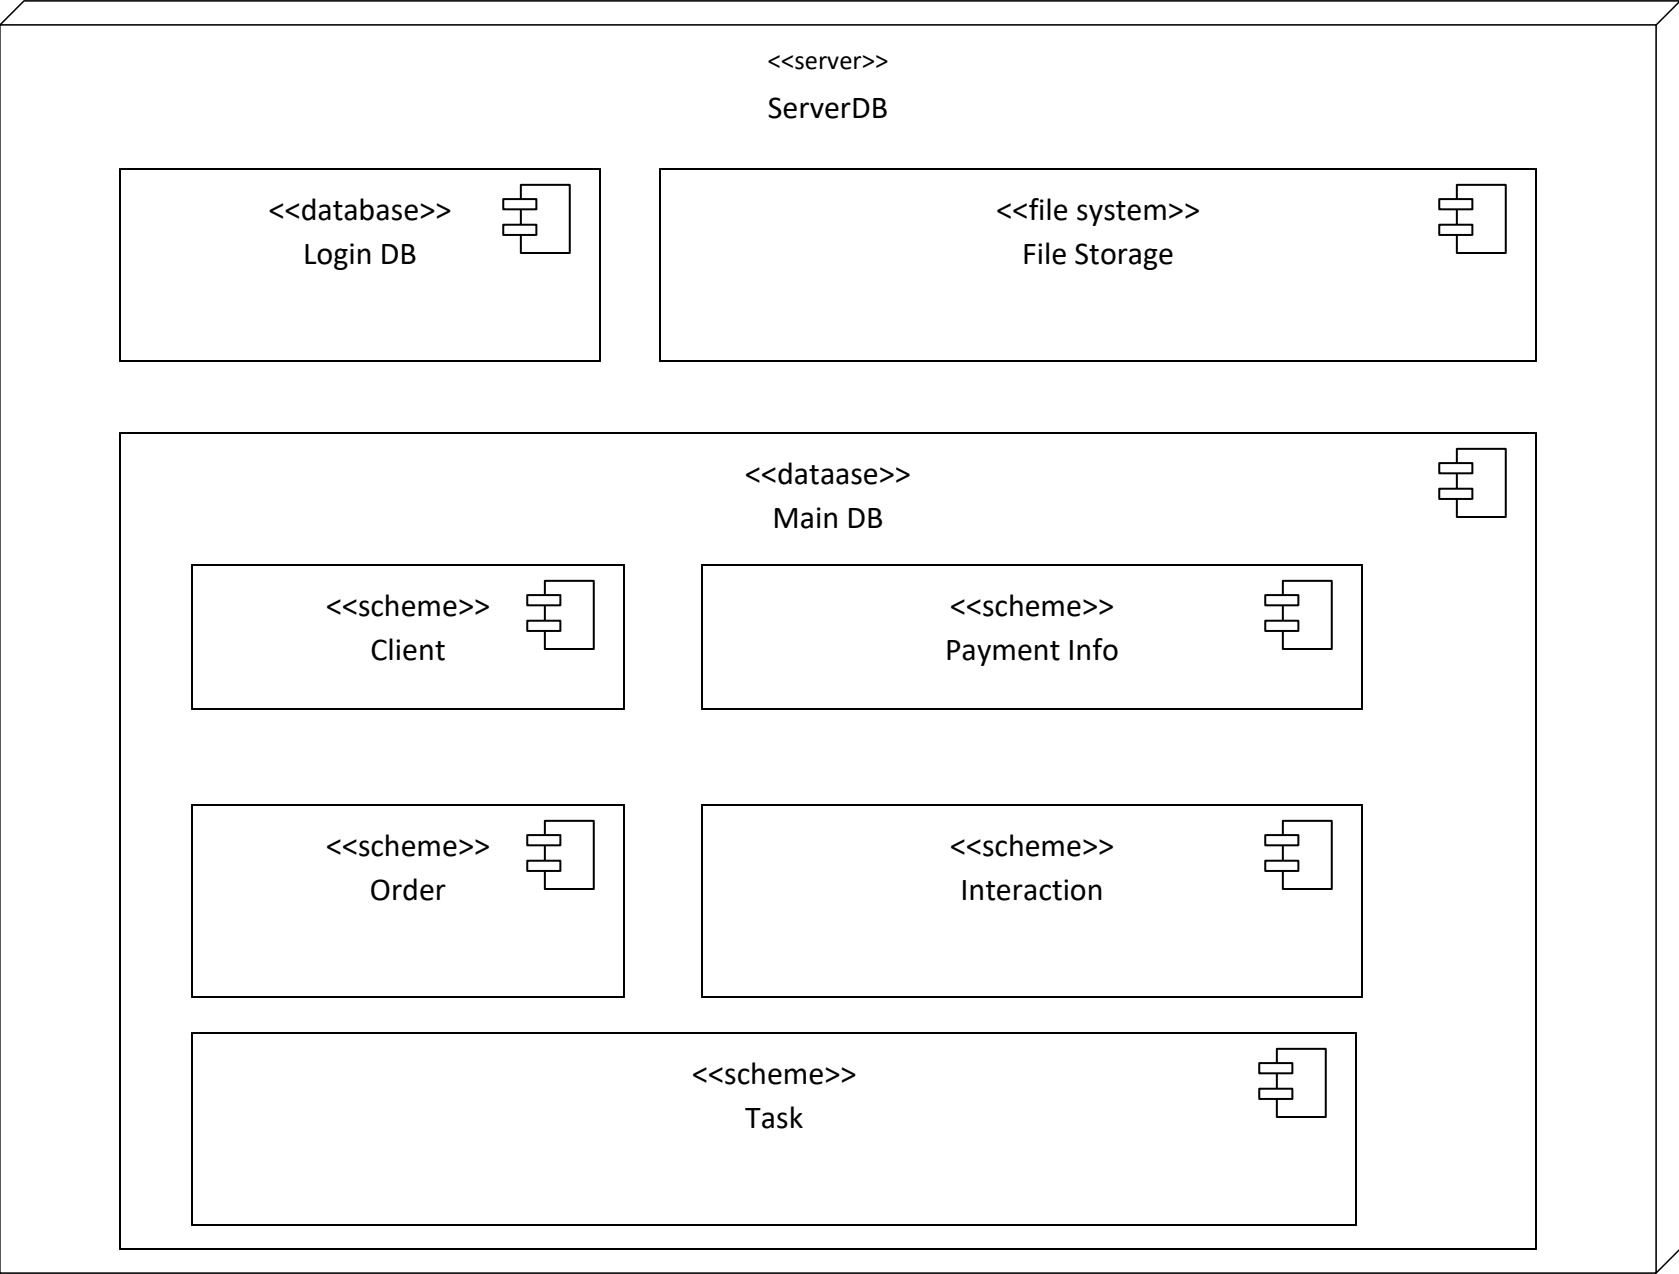 <<server>>
ServerDB
<<database>>
Login DB
<<file system>>
File Storage
<<dataase>>
Main DB
<<scheme>>
Client
<<scheme>>
Payment Info
<<scheme>>
Order
<<scheme>>
Interaction
<<scheme>>
Task